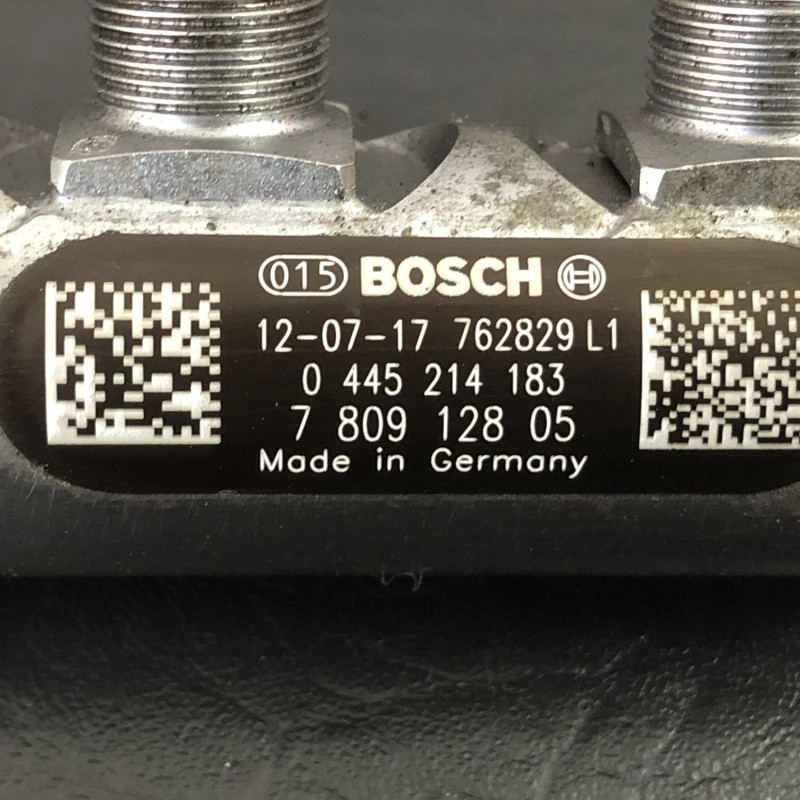 015 BOSCH
12-07-17 762829 L1
0 445 214 183
7 809 128 05
Made in Germany